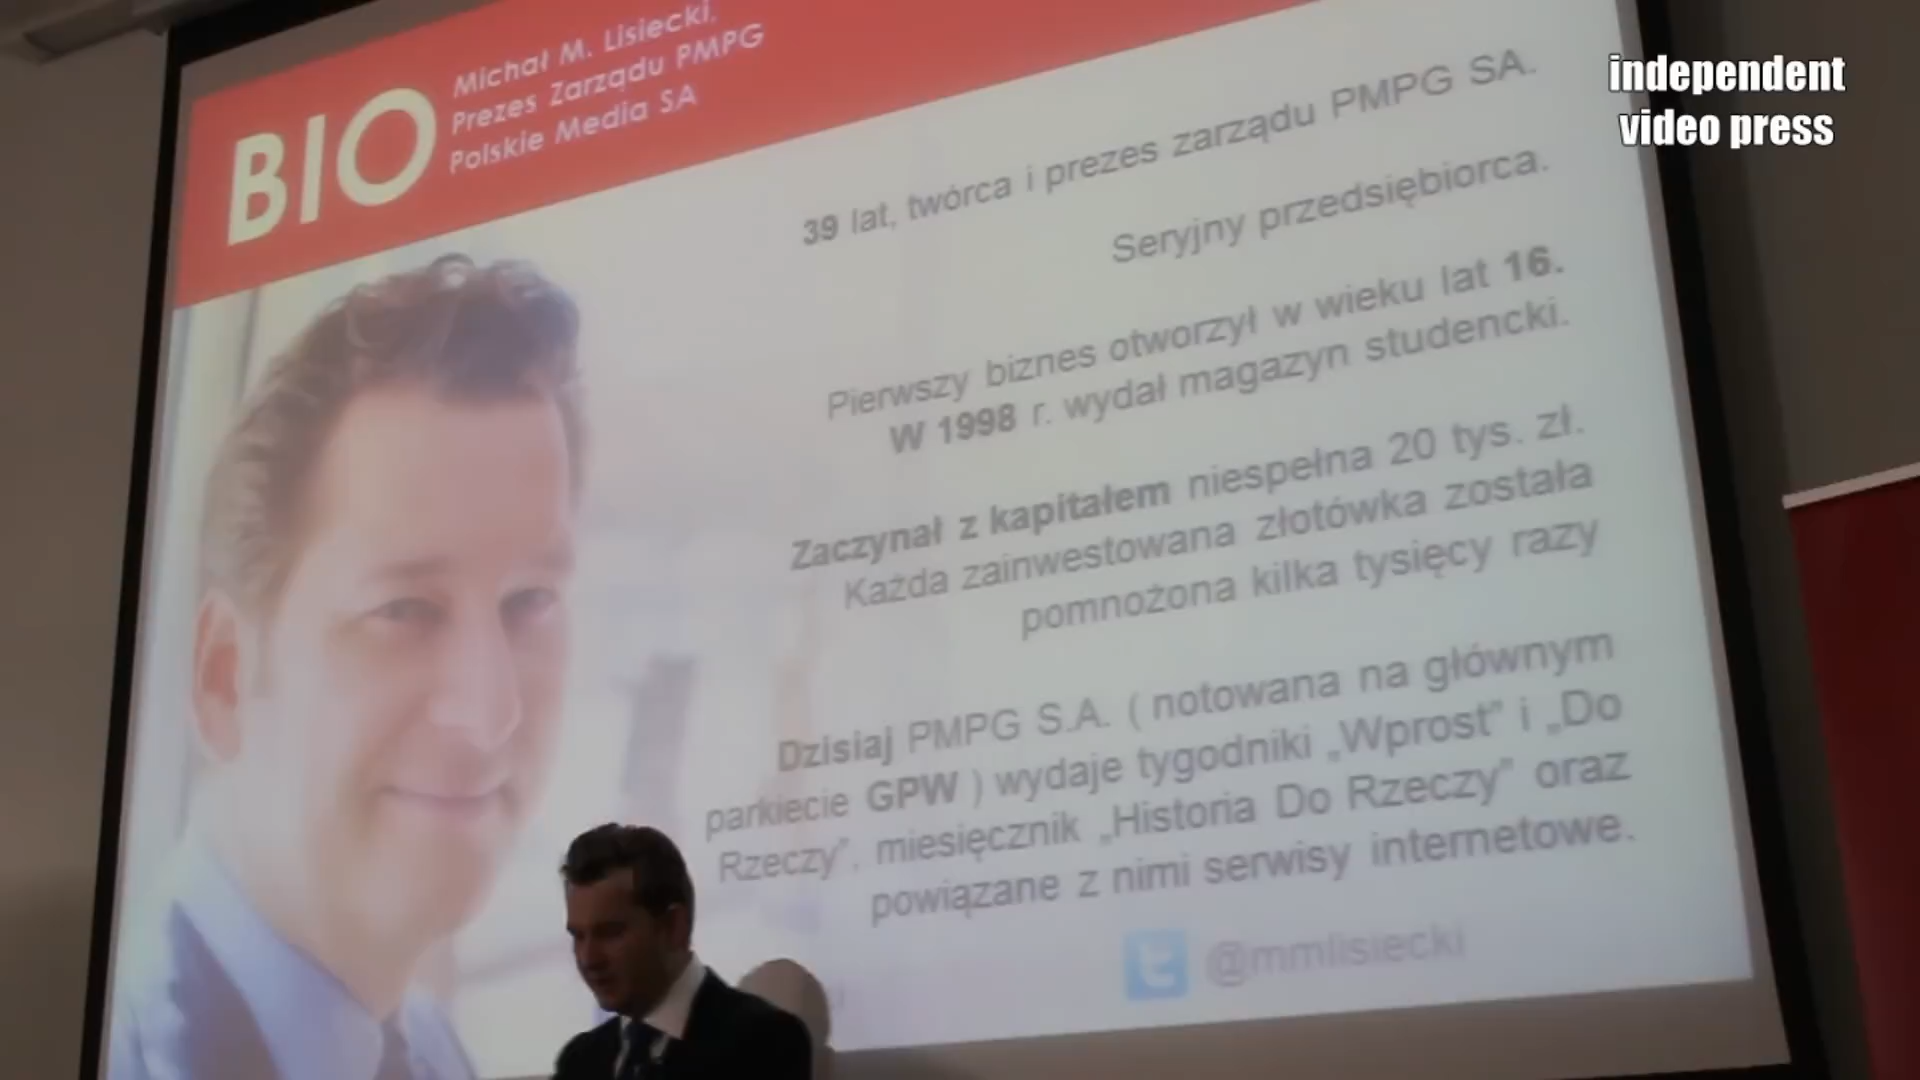 BIO
Michał M. Lisiecki,
Prezes Zarządu PMPG
Polskie Media SA
independent
video press
39 lat, twórca i prezes zarządu PMPG SA.
Seryjny przedsiębiorca.
Pierwszy biznes otworzył w wieku lat 16.
W 1998 r. wydał magazyn studencki.
Zaczynał z kapitałem niespełna 20 tys. zł.
Każda zainwestowana złotówka została
pomnożona kilka tysięcy razy
Dzisiaj PMPG S.A. ( notowana na głównym
parkiecie GPW ) wydaje tygodniki „Wprost” i „Do
Rzeczy”, miesięcznik „Historia Do Rzeczy” oraz
powiązane z nimi serwisy internetowe.
@mmlisiecki